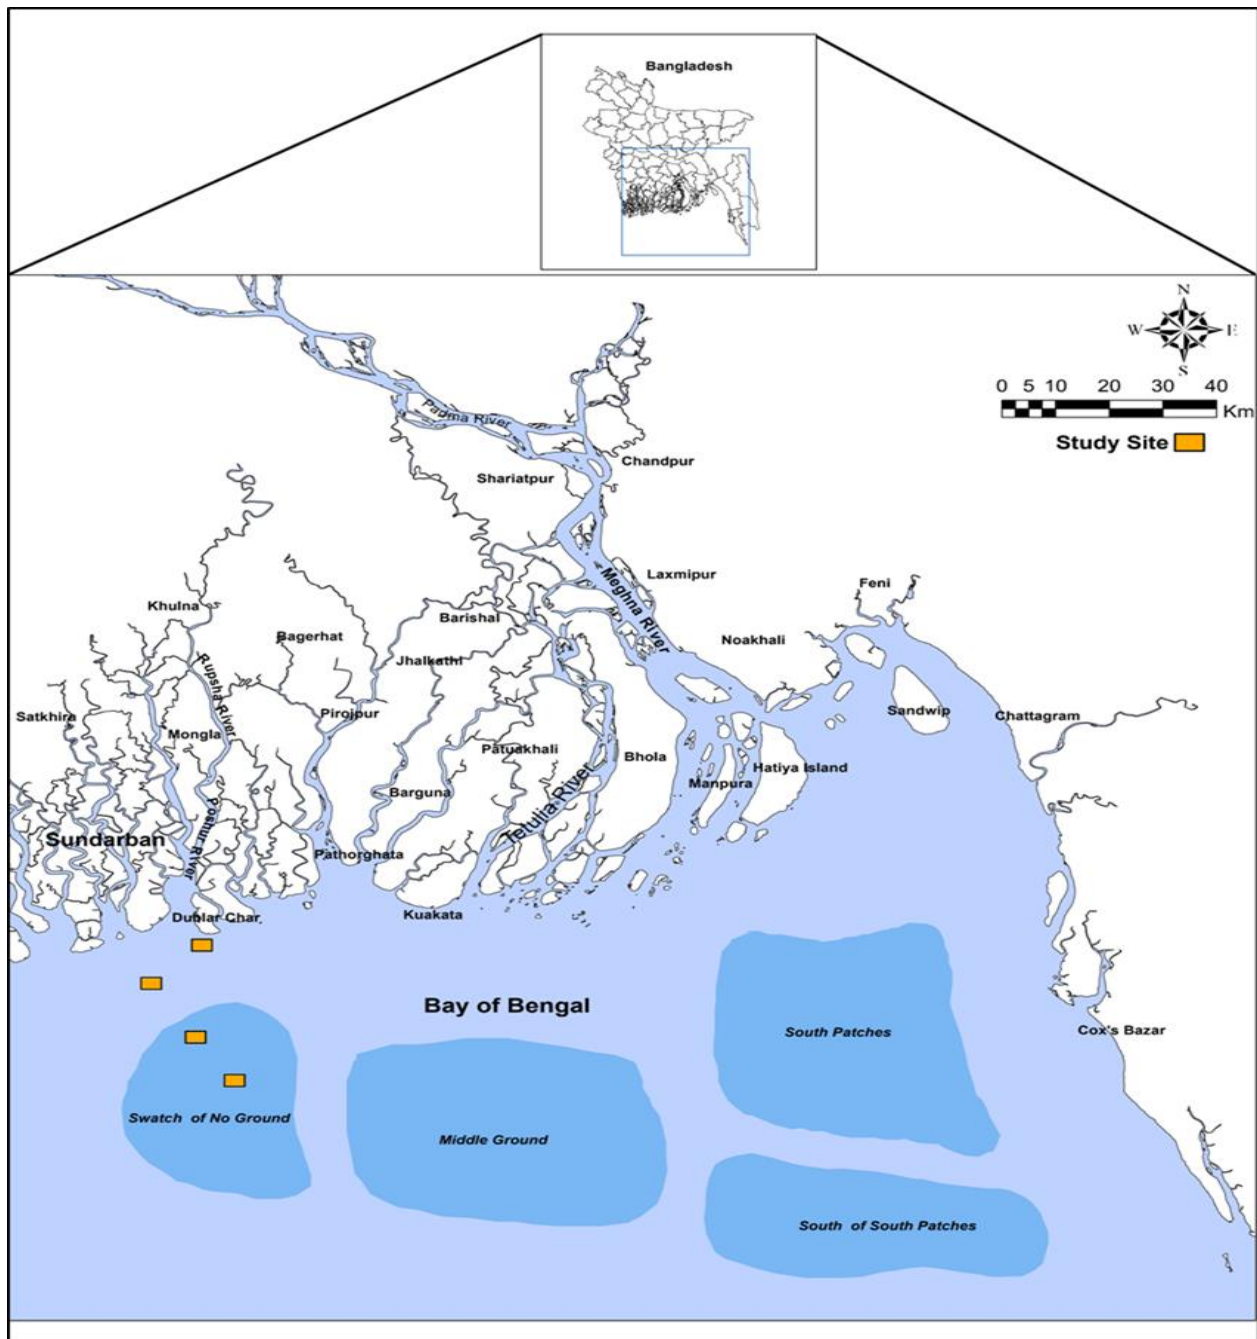 Bangladesh
N
W E
S
0 5 10 20 30 40
Km
Study Site
Padma River
Chandpur
Shariatpur
Meghna River
Laxmipur
Feni
Khulna
Barishal
Noakhali
Bagerhat
Jhalkathi
Rupsha River
Satkhira
Pirojpur
Sandwip
Chattagram
Mongla
Patuakhali
Bhola
Hatiya Island
Manpura
Barguna
Tetulia River
Poshur River
Sundarban
Pathorghata
Dublar Char
Kuakata
Bay of Bengal
South Patches
Cox's Bazar
Swatch of No Ground
Middle Ground
South of South Patches